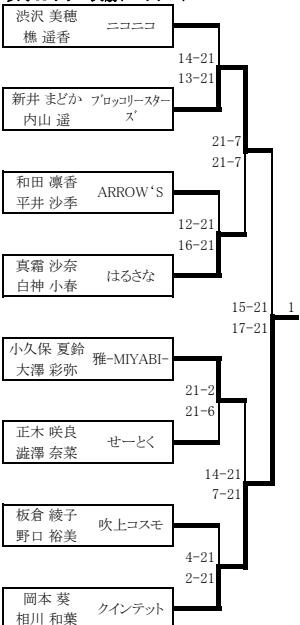 渋沢 美穂
樵 遥香
ニコニコ
14-21
13-21
新井 まどか
内山 遥
ブロッコリースター
ズ
21-7
21-7
和田 凛香
平井 沙季
ARROW‘S
12-21
16-21
真霜 沙奈
白神 小春
はるさな
15-21
17-21
1
小久保 夏鈴
大澤 彩弥
雅-MIYABI-
21-2
21-6
正木 咲良
澁澤 奈菜
せーとく
14-21
7-21
板倉 綾子
野口 裕美
吹上コスモ
4-21
2-21
岡本 葵
相川 和葉
クインテット